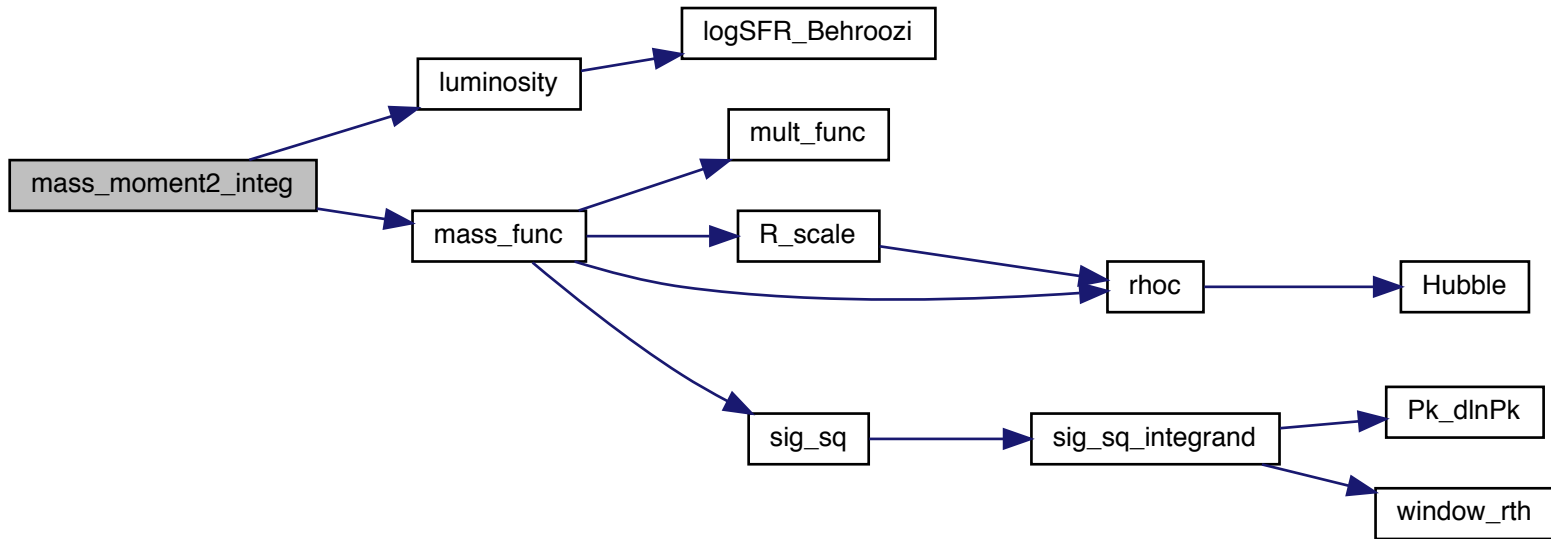 logSFR_Behroozi
luminosity
mult_func
mass_moment2_integ
mass_func
R_scale
rhoc
Hubble
Pk_dlnPk
sig_sq
sig_sq_integrand
window_rth